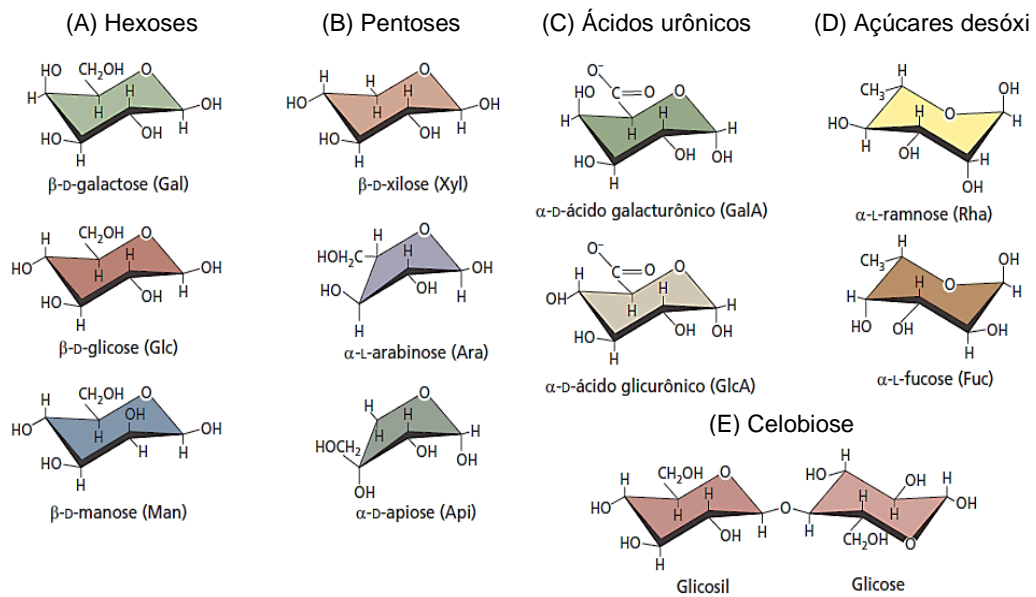 (A) Hexoses
(B) Pentoses
(C) Ácidos urônicos
(D) Açúcares desóxi
HO
CH2OH
O
H
H
H
OH
HO
OH
H
H
β-D-galactose (Gal)
H
H
O
HO
H
H
OH
HO
OH
H
H
β-D-xilose (Xyl)
O⁻
C=O
HO
O
H
H
H
H
HO
OH
OH
H
α-D-ácido galacturônico (GalA)
H
OH
CH3
O
H
H
HO
H
OH
H
OH
α-L-ramnose (Rha)
H
CH2OH
O
H
HO
H
OH
HO
OH
H
H
β-D-glicose (Glc)
O
H
HOH2C
H
OH
HO
OH
H
H
α-L-arabinose (Ara)
O⁻
C=O
H
O
H
H
OH
H
HO
OH
OH
H
α-D-ácido glicurônico (GlcA)
H
OH
CH3
O
H
H
H
HO
OH
OH
H
α-L-fucose (Fuc)
H
CH2OH
O
OH
HO
H
H
OH
HO
H
H
H
β-D-manose (Man)
O
H
H
H
HOH2C
OH
OH
OH
α-D-apiose (Api)
(E) Celobiose
H
CH2OH
O
H
HO
H
HO
OH
H
H
O
H
HO
OH
H
H
H
OH
H
CH2OH
O
Glicosil
Glicose